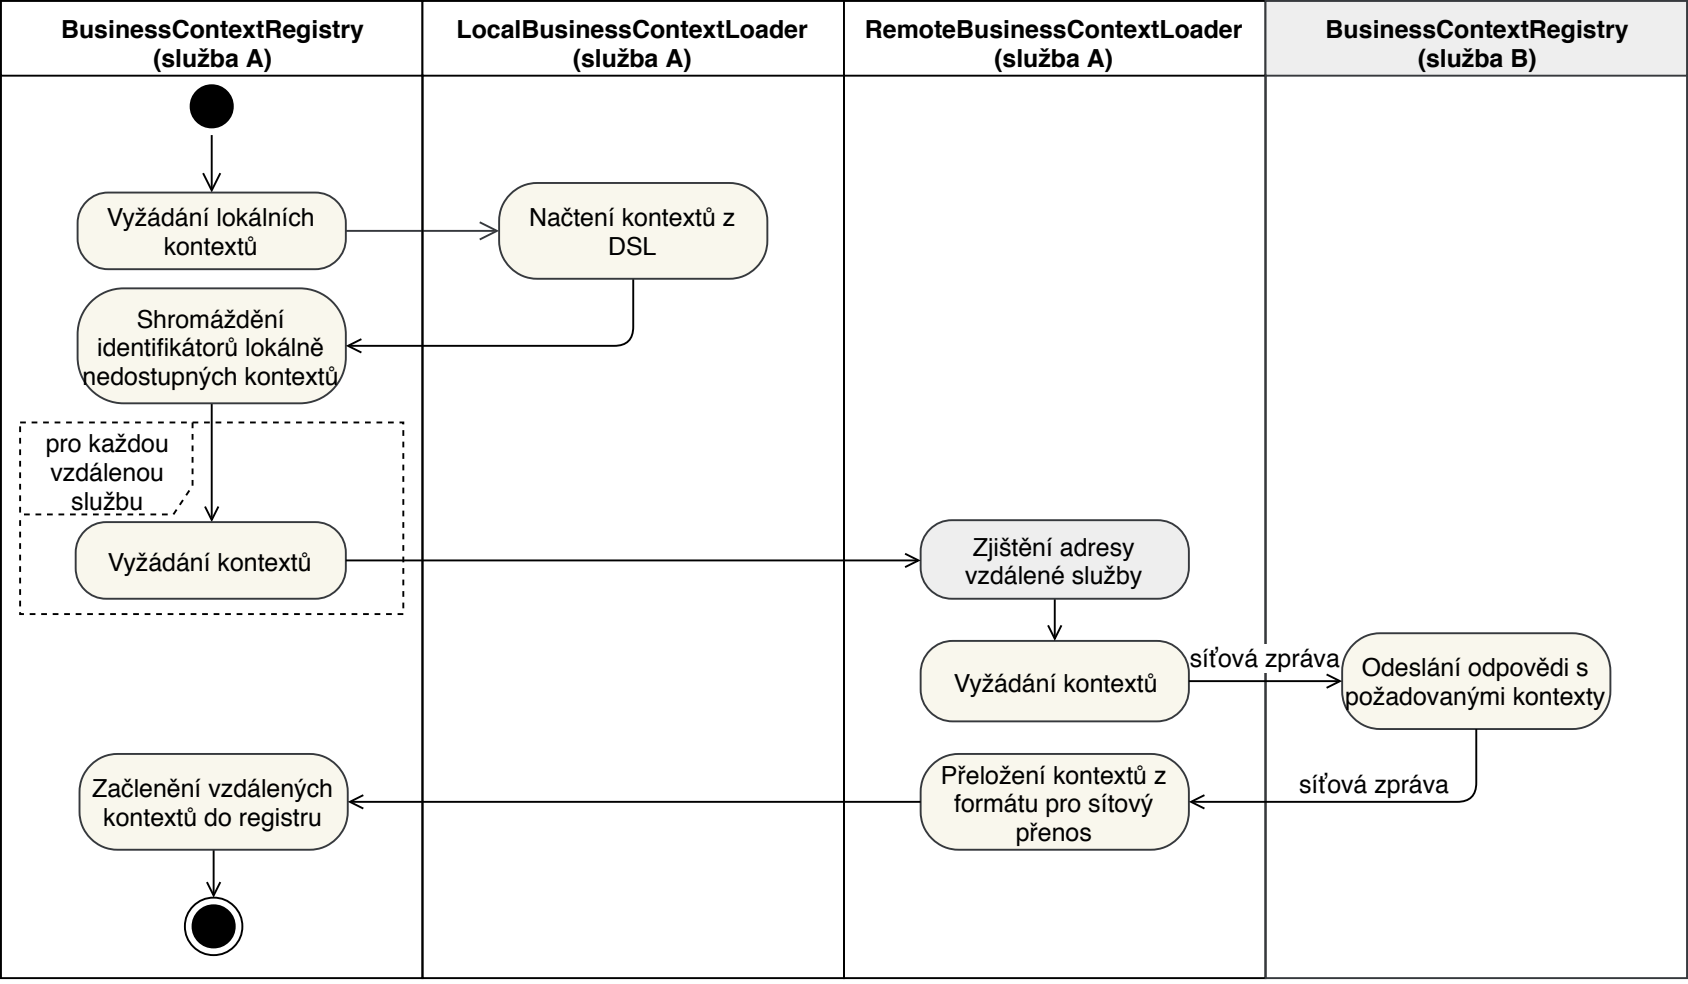 BusinessContextRegistry
(služba A)
LocalBusinessContextLoader
(služba A)
RemoteBusinessContextLoader
(služba A)
BusinessContextRegistry
(služba B)
Vyžádání lokálních
kontextů
Načtení kontextů z
DSL
Shromáždění
identifikátorů lokálně
nedostupných kontextů
pro každou
vzdálenou
službu
Vyžádání kontextů
Zjištění adresy
vzdálené služby
Vyžádání kontextů
síťová zpráva
Odeslání odpovědi s
požadovanými kontexty
síťová zpráva
Přeložení kontextů z
formátu pro sítový
přenos
Začlenění vzdálených
kontextů do registru